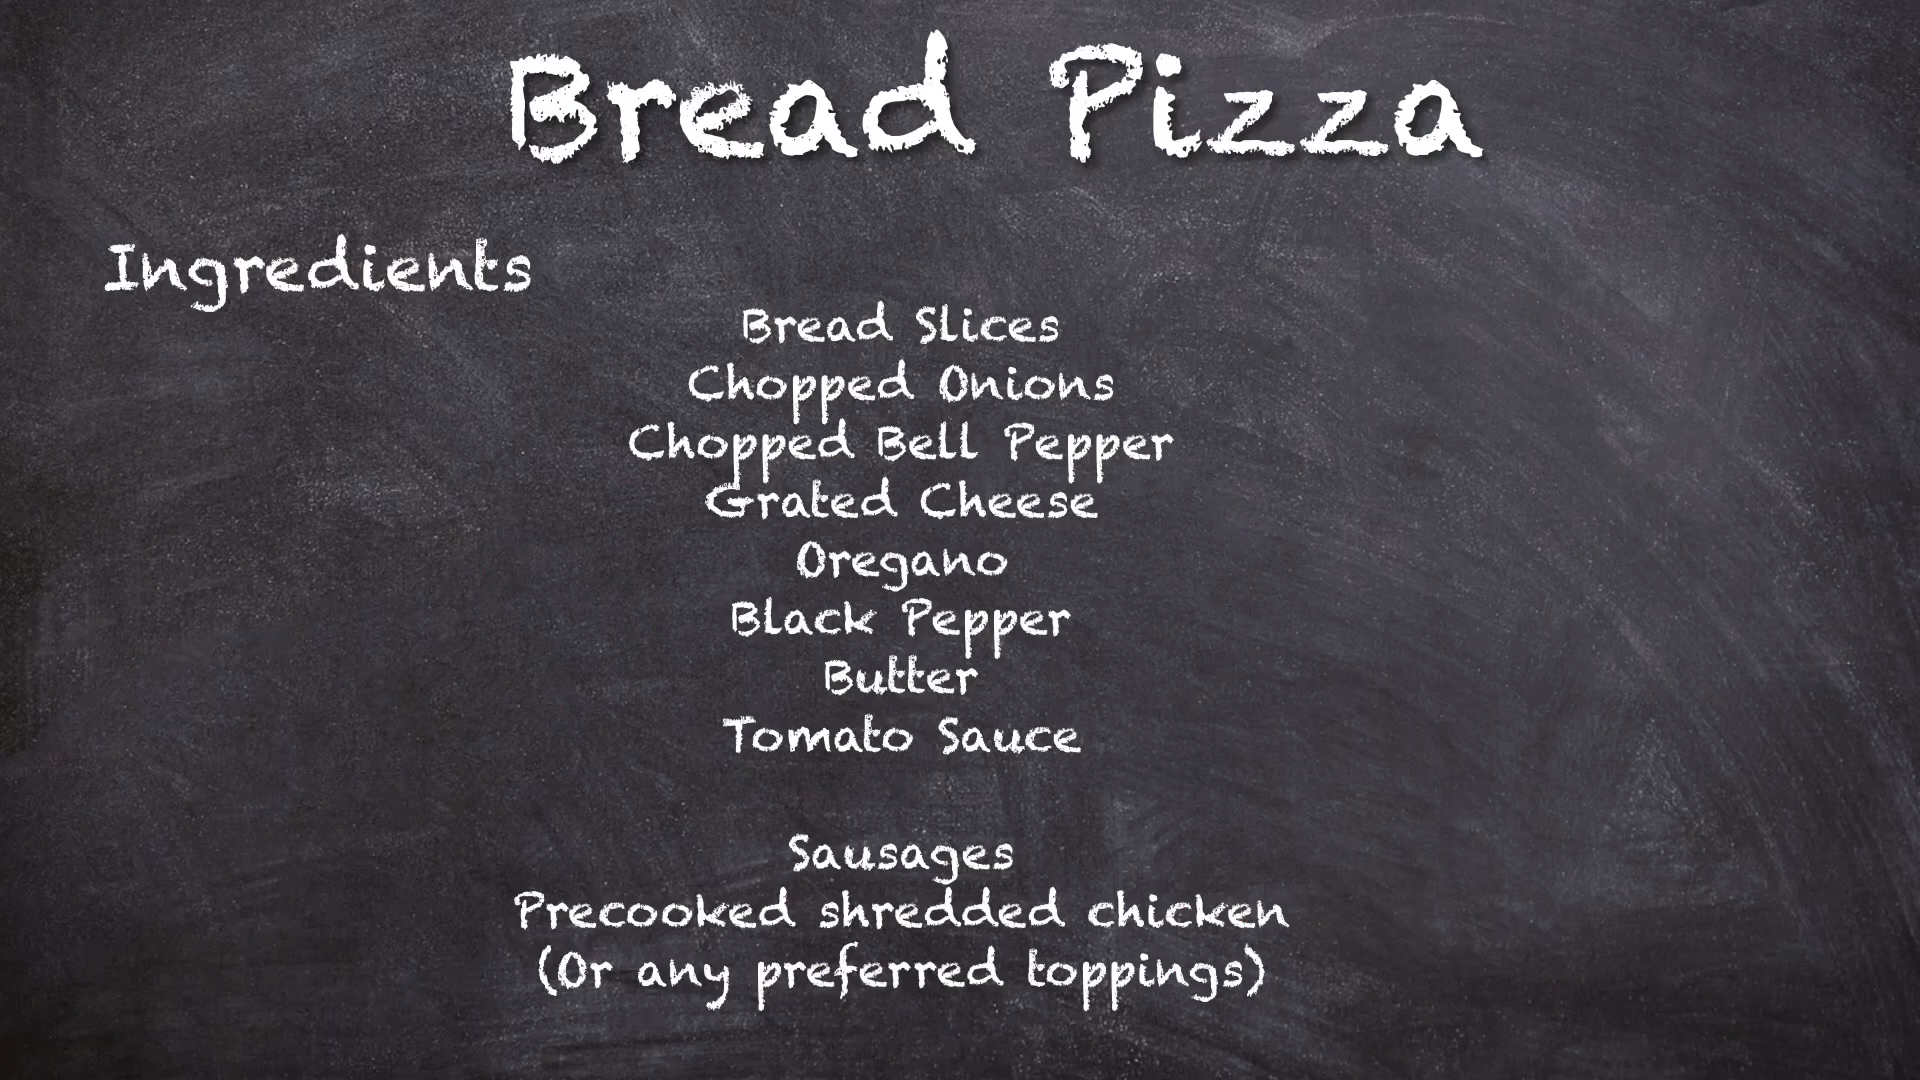 Bread Pizza
Ingredients
Bread Slices
Chopped Onions
Chopped Bell Pepper
Grated Cheese
Oregano
Black Pepper
Butter
Tomato Sauce
Sausages
Precooked shredded chicken
(Or any preferred toppings)